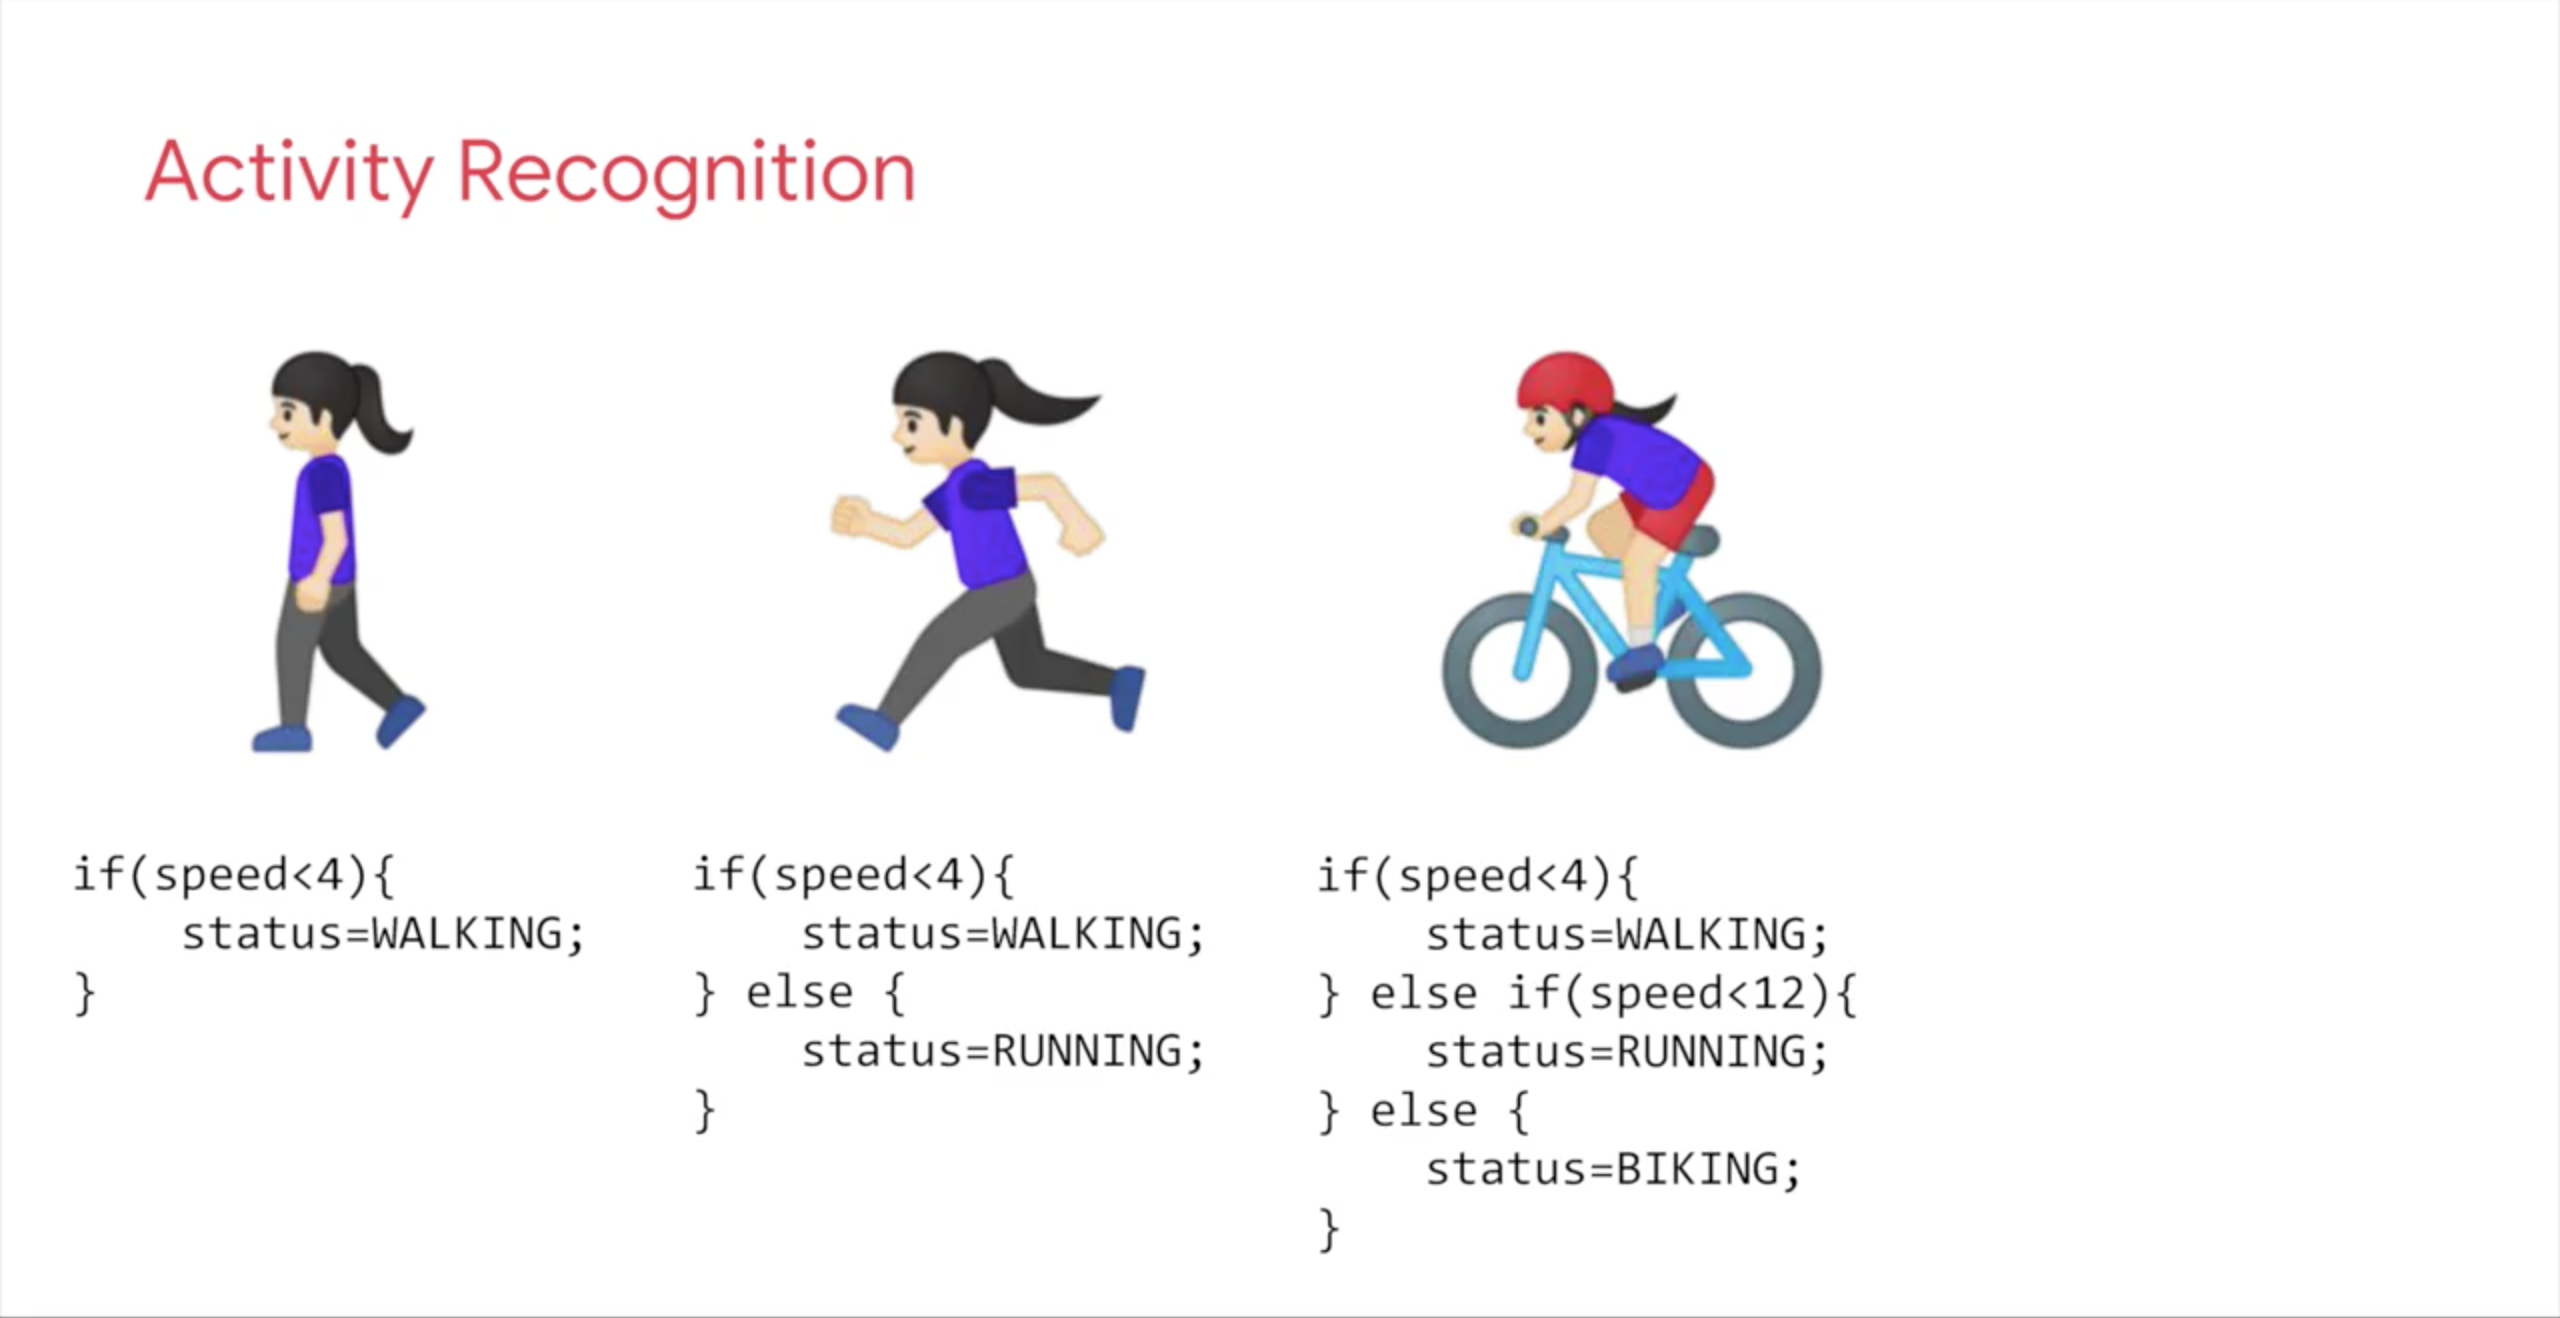 Activity Recognition
if(speed<4){
    status=WALKING;
}
if(speed<4){
    status=WALKING;
} else {
    status=RUNNING;
}
if(speed<4){
    status=WALKING;
} else if(speed<12){
    status=RUNNING;
} else {
    status=BIKING;
}